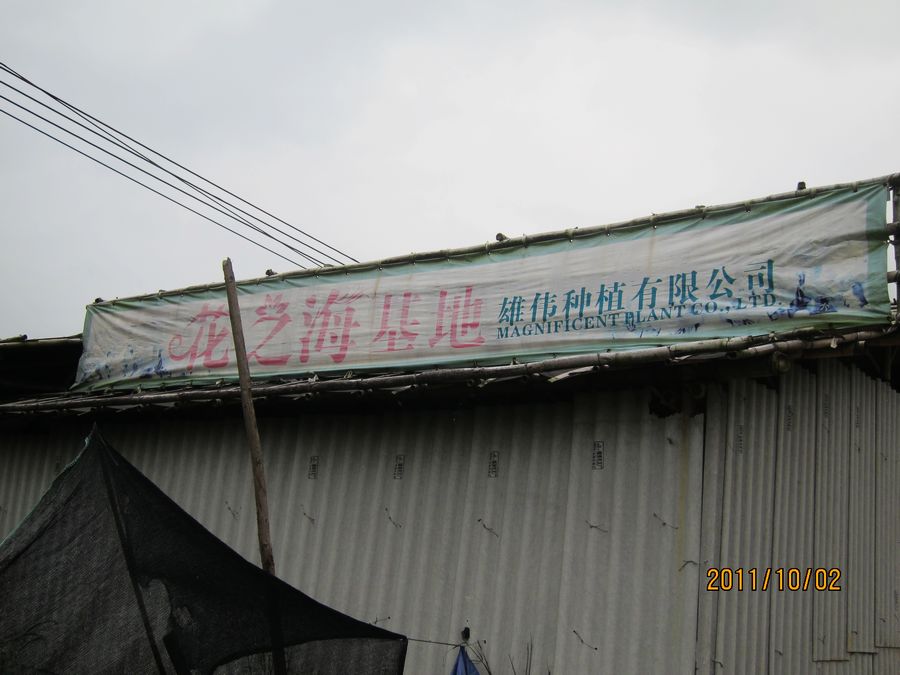 花之海基地
雄伟种植有限公司
MAGNIFICENT PLANT CO., LTD.
2011/10/02